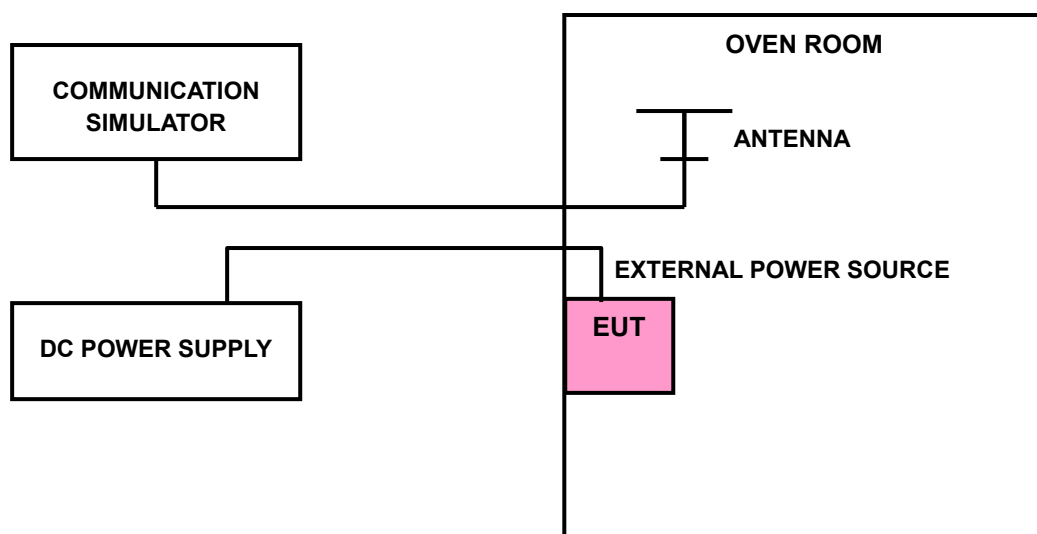 OVEN ROOM
COMMUNICATION
SIMULATOR
ANTENNA
EXTERNAL POWER SOURCE
EUT
DC POWER SUPPLY